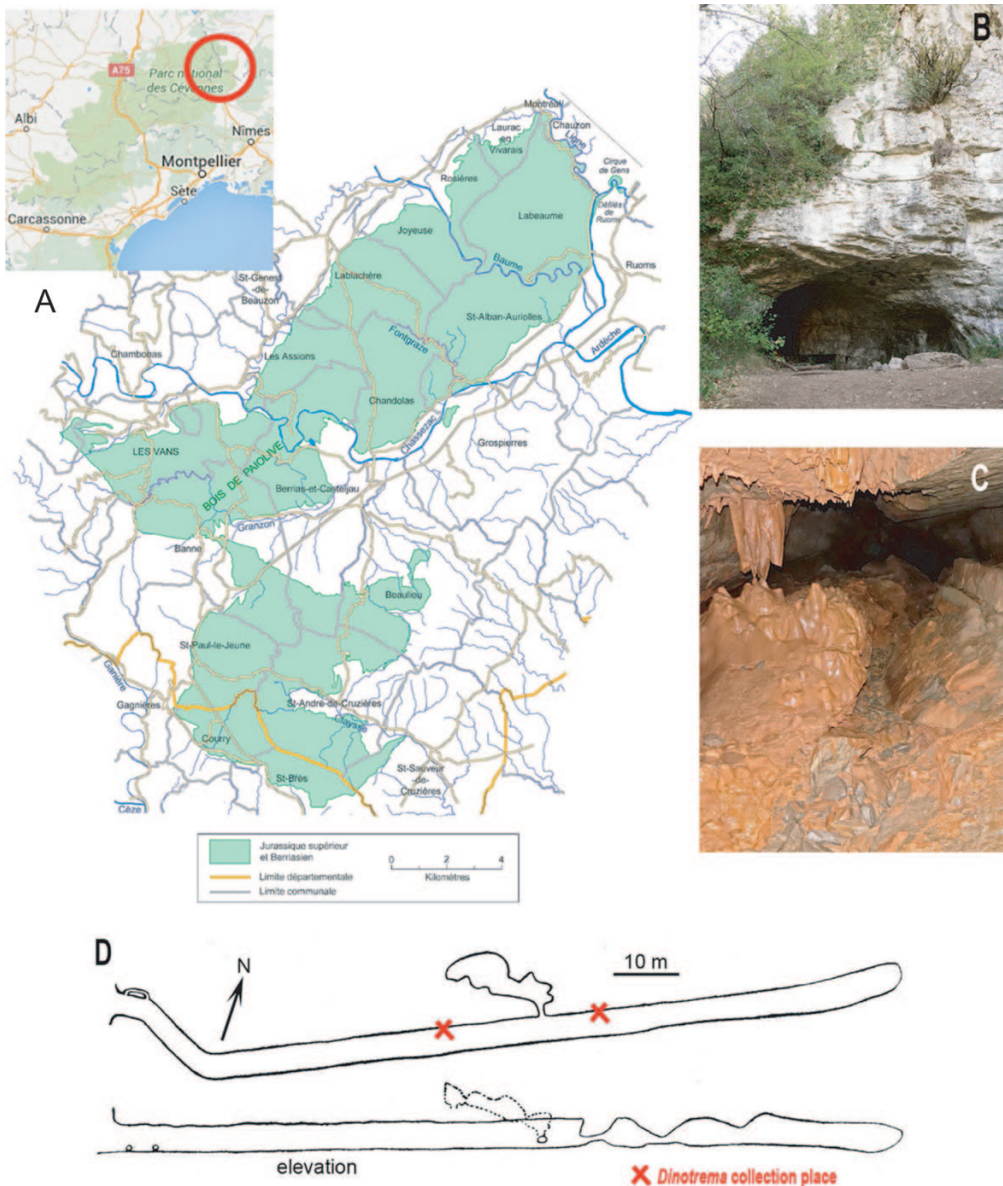 A75
Parc national
des Cévennes
Albi
Nîmes
Montpellier
Sète
Carcassonne
A
Montréal
Laurac
en
Vivarais
Chauzon
Ligne
Rosières
Cirque
de Gens
Défilés
de
Ruoms
Labeaume
Joyeuse
Baume
Ruoms
St-Genest
-de-
Beauzon
Lablachère
St-Alban-Auriolles
Fontgraze
Ardèche
Chambonas
Les Assions
Chandolas
Chassezac
Grospierres
LES VANS
BOIS DE PAIOLIVE
Berrias-et-Casteljau
Granzon
Banne
Beaulieu
St-Paul-le-Jeune
Ganière
Gagnières
St-André-de-Cruzières
Claysse
Courry
St-Brès
St-Sauveur
-de-
Cruzières
Cèze
Jurassique supérieur
et Berriasien
Limite départementale
Limite communale
0 2 4
Kilomètres
B
C
D
N
10 m
elevation
Dinotrema collection place